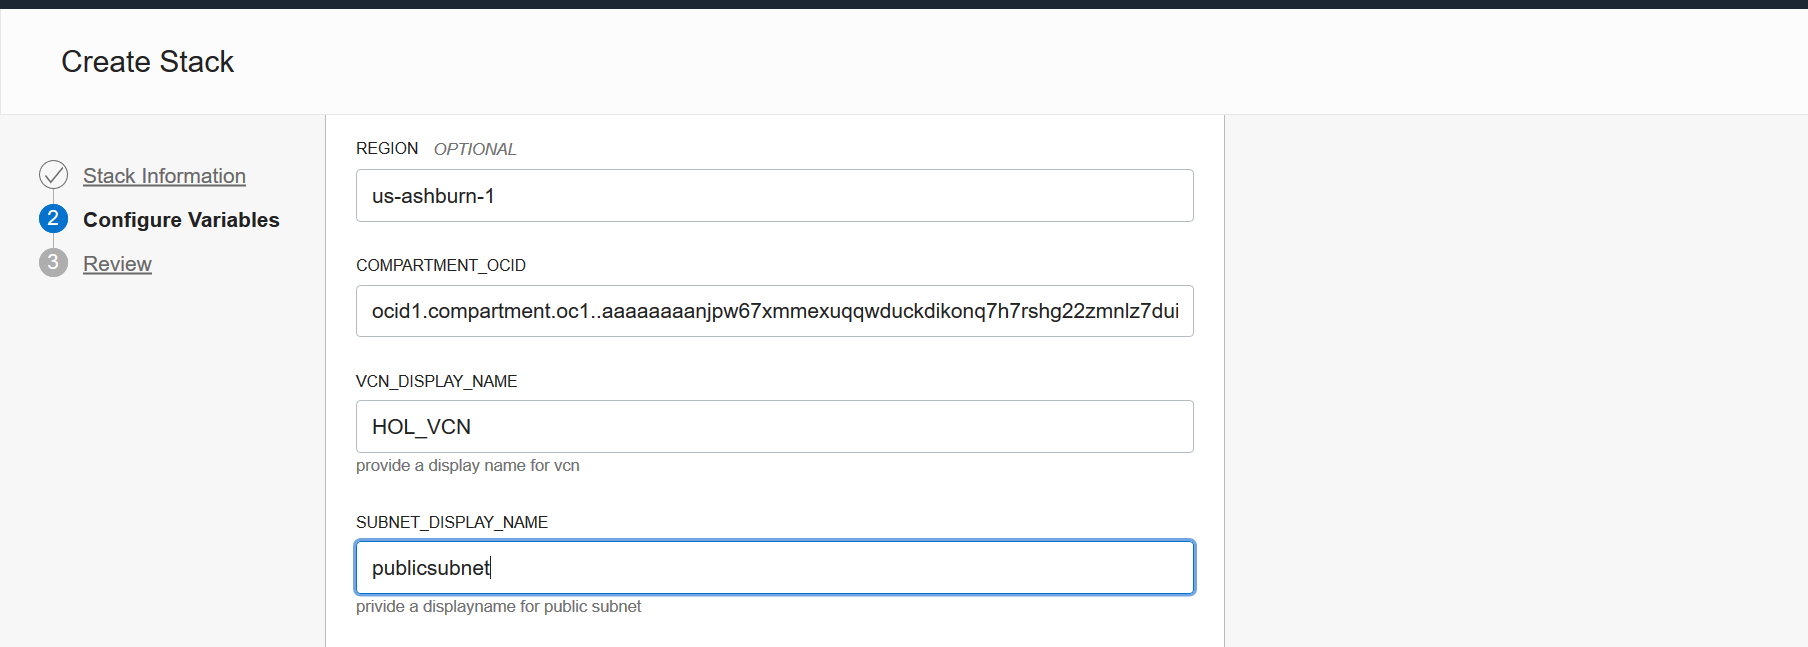 Create Stack
Stack Information
2 Configure Variables
3 Review
REGION OPTIONAL
us-ashburn-1
COMPARTMENT_OCID
ocid1.compartment.oc1..aaaaaaaanjpw67xmmexuqqwduckdikonq7h7rshg22zmnlz7dui
VCN_DISPLAY_NAME
HOL_VCN
provide a display name for vcn
SUBNET_DISPLAY_NAME
publicsubnet
privide a displayname for public subnet